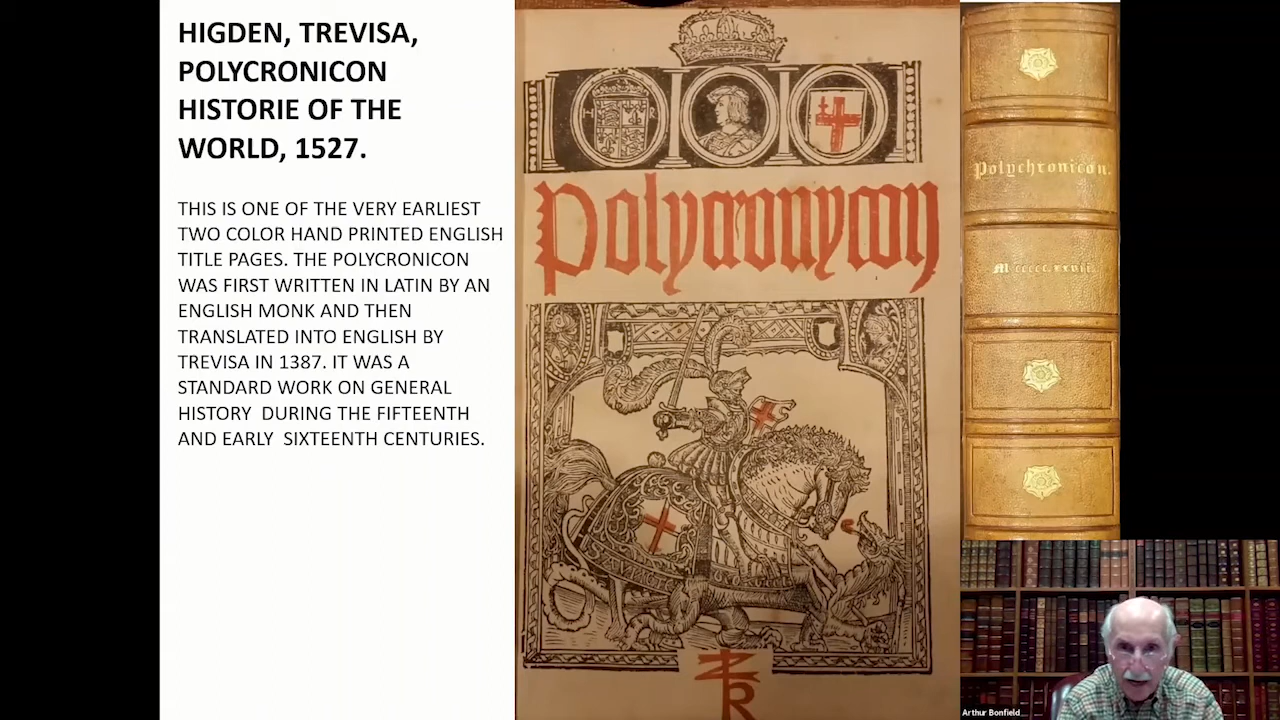 HIGDEN, TREVISA,
POLYCRONICON
HISTORIE OF THE
WORLD, 1527.
THIS IS ONE OF THE VERY EARLIEST
TWO COLOR HAND PRINTED ENGLISH
TITLE PAGES. THE POLYCRONICON
WAS FIRST WRITTEN IN LATIN BY AN
ENGLISH MONK AND THEN
TRANSLATED INTO ENGLISH BY
TREVISA IN 1387. IT WAS A
STANDARD WORK ON GENERAL
HISTORY DURING THE FIFTEENTH
AND EARLY SIXTEENTH CENTURIES.
H R
Polycronycon
R
Polychronicon.
Arthur Bonfield